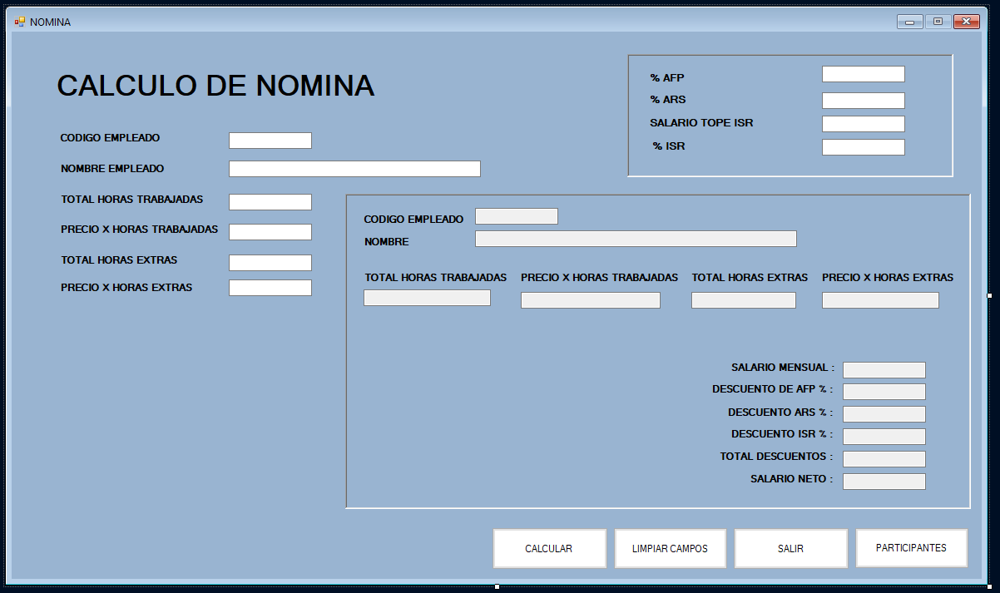 NOMINA
CALCULO DE NOMINA
% AFP
% ARS
SALARIO TOPE ISR
% ISR
CODIGO EMPLEADO
NOMBRE EMPLEADO
TOTAL HORAS TRABAJADAS
PRECIO X HORAS TRABAJADAS
TOTAL HORAS EXTRAS
PRECIO X HORAS EXTRAS
CODIGO EMPLEADO
NOMBRE
TOTAL HORAS TRABAJADAS PRECIO X HORAS TRABAJADAS TOTAL HORAS EXTRAS PRECIO X HORAS EXTRAS
SALARIO MENSUAL :
DESCUENTO DE AFP % :
DESCUENTO ARS % :
DESCUENTO ISR % :
TOTAL DESCUENTOS :
SALARIO NETO :
CALCULAR LIMPIAR CAMPOS SALIR PARTICIPANTES